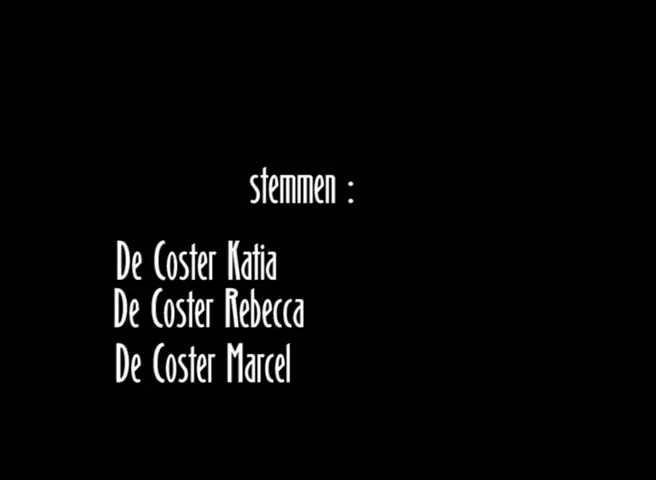 stemmen :
De Coster Katia
De Coster Rebecca
De Coster Marcel